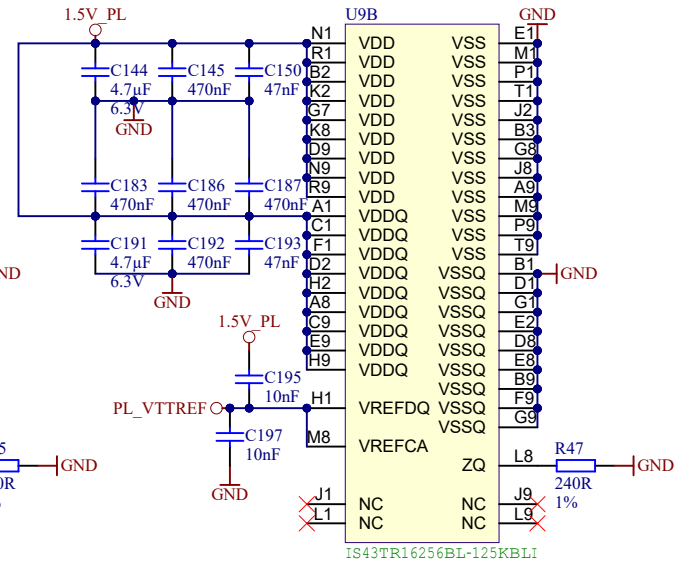 1.5V_PL
U9B
GND
C144
4.7µF
6.3V
C145
470nF
C150
47nF
GND
C183
470nF
C186
470nF
C187
470nF
C191
4.7µF
6.3V
C192
470nF
C193
47nF
ND
GND
1.5V_PL
C195
10nF
PL_VTTREF
C197
10nF
GND
5
GND
0R
N1 VDD VSS E1
R1 VDD VSS M1
B2 VDD VSS P1
K2 VDD VSS T1
G7 VDD VSS J2
K8 VDD VSS B3
D9 VDD VSS G8
N9 VDD VSS J8
R9 VDD VSS A9
A1 VDDQ VSS M9
C1 VDDQ VSS P9
F1 VDDQ VSS T9
D2 VDDQ VSSQ B1 GND
H2 VDDQ VSSQ D1
A8 VDDQ VSSQ G1
C9 VDDQ VSSQ E2
E9 VDDQ VSSQ D8
H9 VDDQ VSSQ E8
VSSQ B9
H1 VREFDQ VSSQ F9
VSSQ G9
M8 VREFCA
ZQ L8
R47
240R
1%
GND
J1 NC NC J9
L1 NC NC L9
IS43TR16256BL-125KBLI